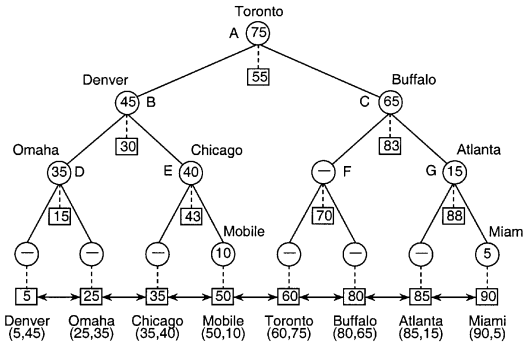 Toronto
A 75
55
Denver Buffalo
45 B C 65
30 83
Omaha Chicago Atlanta
35 D E 40 — F G 15
15 43 70 88
Mobile Miam
— — — 10 — — — 5
5 25 35 50 60 80 85 90
Denver Omaha Chicago Mobile Toronto Buffalo Atlanta Miami
(5,45) (25,35) (35,40) (50,10) (60,75) (80,65) (85,15) (90,5)